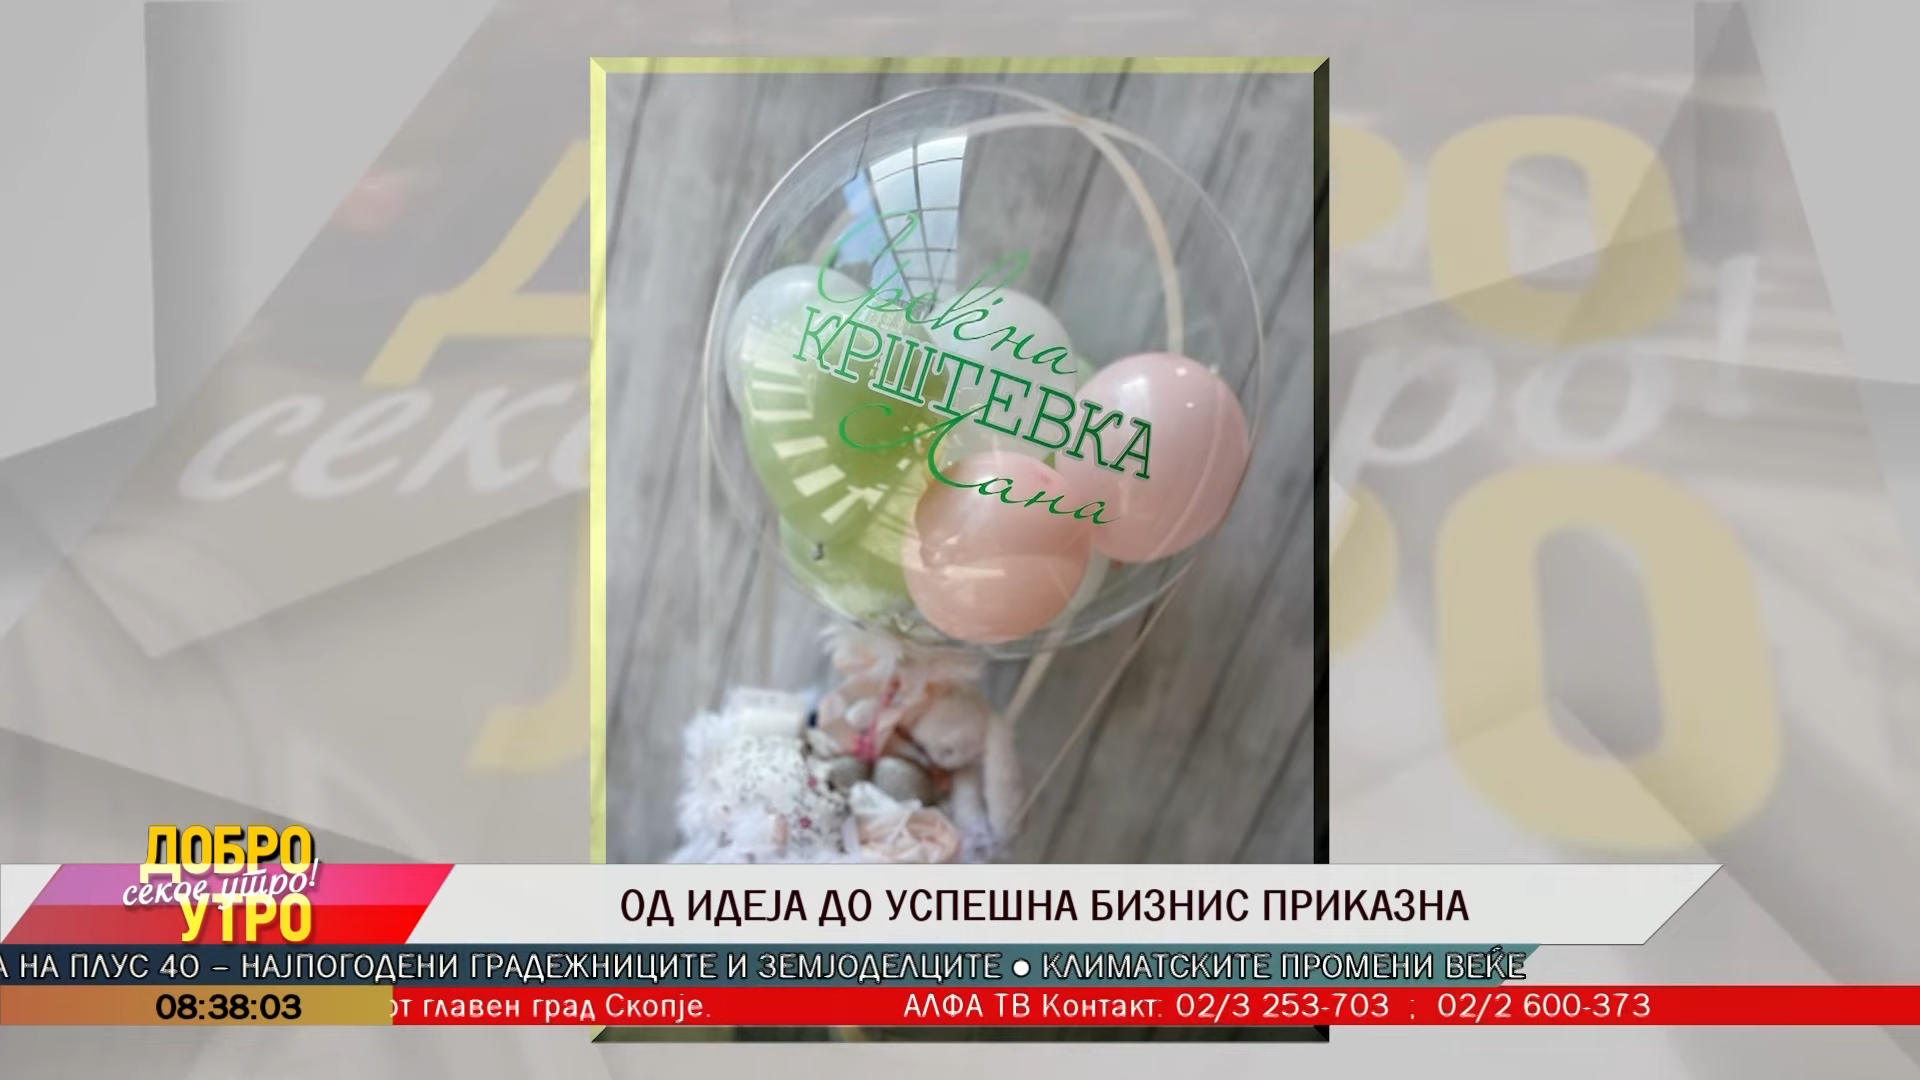 Среќна
КРШТЕВКА
Лана
ДОБРО
секое утро!
УТРО
ОД ИДЕЈА ДО УСПЕШНА БИЗНИС ПРИКАЗНА
А НА ПЛУС 40 – НАЈПОГОДЕНИ ГРАДЕЖНИЦИТЕ И ЗЕМЈОДЕЛЦИТЕ ● КЛИМАТСКИТЕ ПРОМЕНИ ВЕЌЕ
08:38:03
от главен град Скопје. АЛФА ТВ Контакт: 02/3 253-703 ; 02/2 600-373